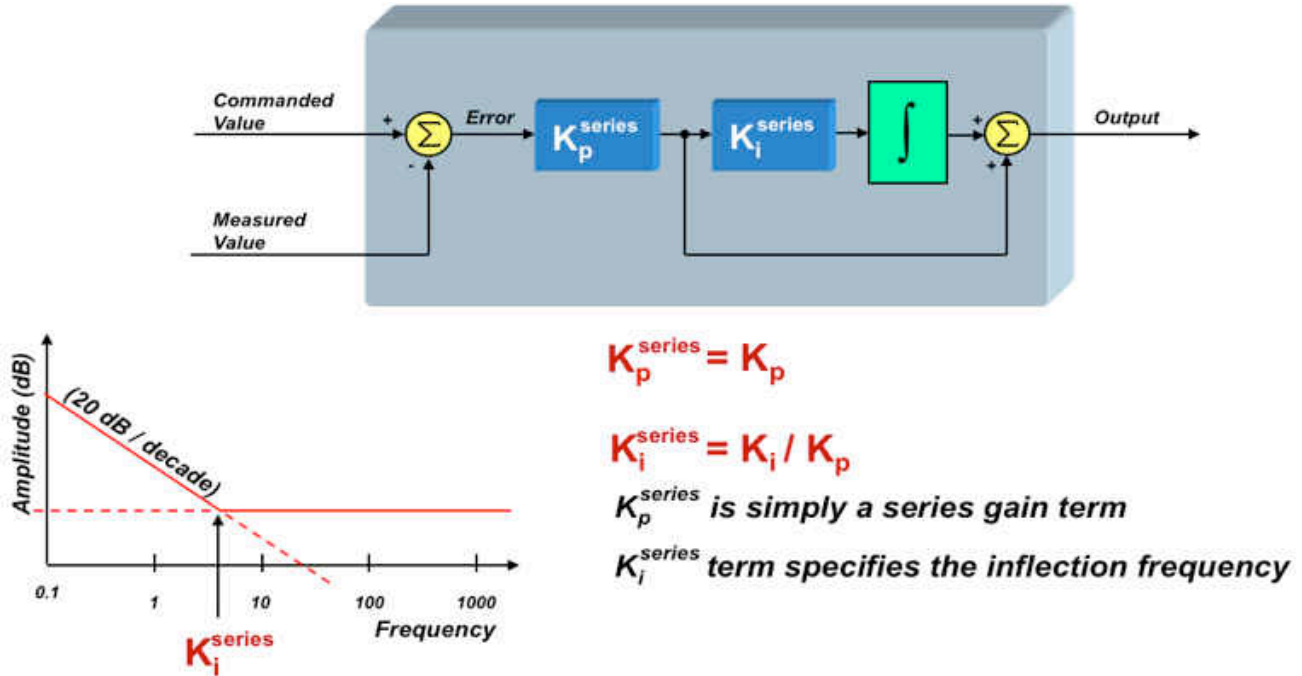 Commanded
Value
+
Σ
-
Error
K_p^series
K_i^series
∫
+
Σ
+
Output
Measured
Value
Amplitude (dB)
(20 dB / decade)
0.1
1
10
100
1000
Frequency
K_i^series
K_p^series = K_p
K_i^series = K_i / K_p
K_p^series is simply a series gain term
K_i^series term specifies the inflection frequency